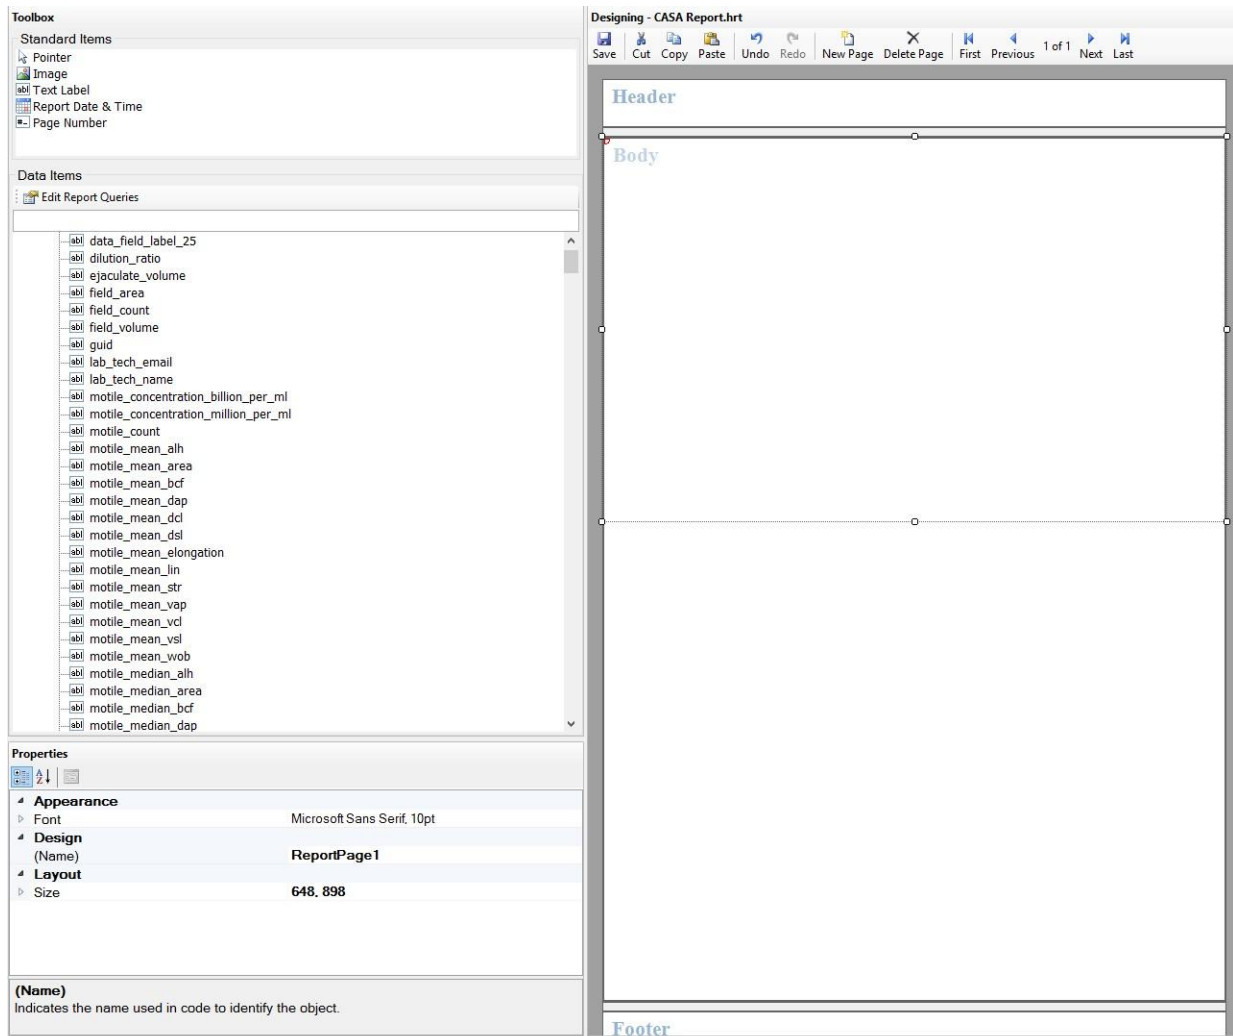 Toolbox
Standard Items
Pointer
Image
Text Label
Report Date & Time
Page Number
Data Items
Edit Report Queries
data_field_label_25
dilution_ratio
ejaculate_volume
field_area
field_count
field_volume
guid
lab_tech_email
lab_tech_name
motile_concentration_billion_per_ml
motile_concentration_million_per_ml
motile_count
motile_mean_alh
motile_mean_area
motile_mean_bcf
motile_mean_dap
motile_mean_dcl
motile_mean_dsl
motile_mean_elongation
motile_mean_lin
motile_mean_str
motile_mean_vap
motile_mean_vcl
motile_mean_vsl
motile_mean_wob
motile_median_alh
motile_median_area
motile_median_bcf
motile_median_dap
Properties
Appearance
Font Microsoft Sans Serif, 10pt
Design
(Name) ReportPage1
Layout
Size 648, 898
(Name)
Indicates the name used in code to identify the object.
Designing - CASA Report.hrt
Save Cut Copy Paste Undo Redo New Page Delete Page First Previous 1 of 1 Next Last
Header
Body
Footer